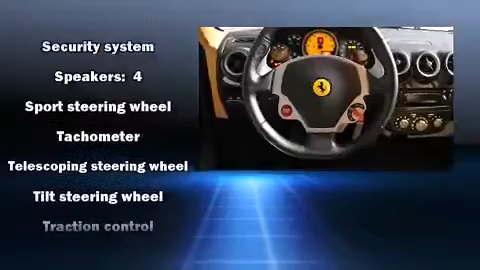 Security system
Speakers: 4
Sport steering wheel
Tachometer
Telescoping steering wheel
Tilt steering wheel
Traction control